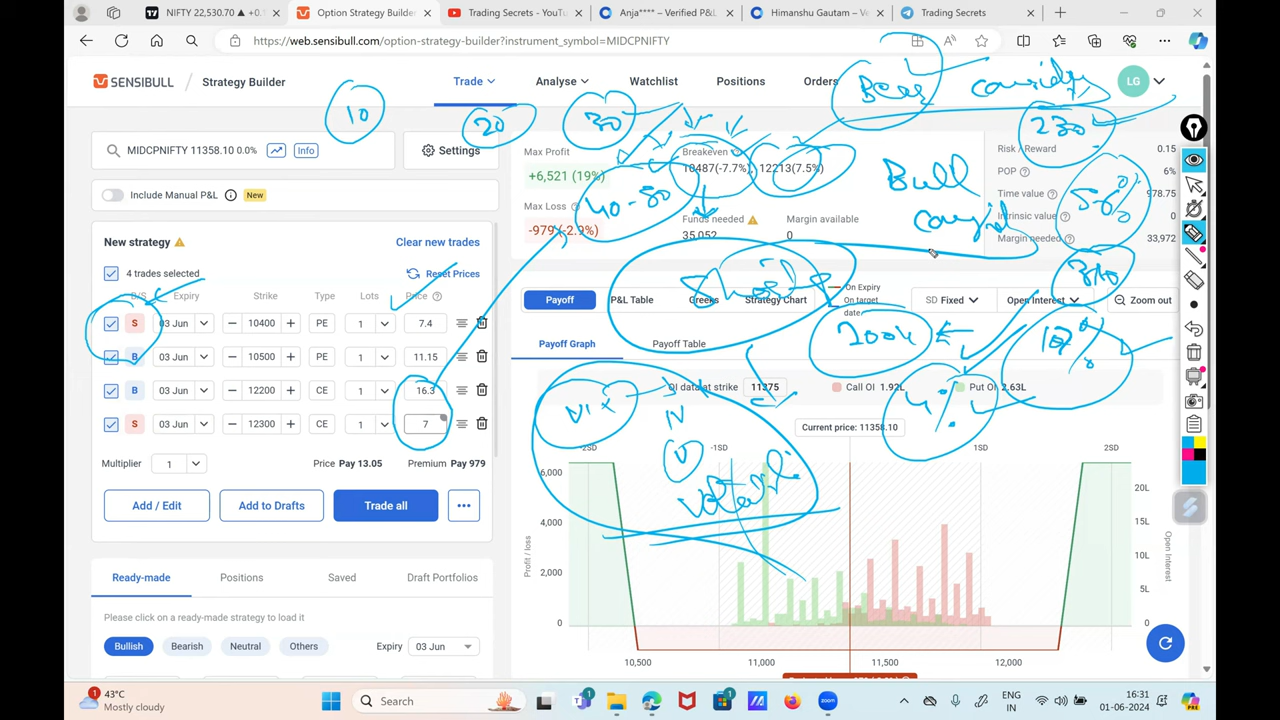 NIFTY 22,530.70 ▲ +0.
Option Strategy Builder
Trading Secrets - YouTu
Anja**** – Verified P&L
Himanshu Gautam – Ve
Trading Secrets
https://web.sensibull.com/option-strategy-builder?instrument_symbol=MIDCPNIFTY
SENSIBULL
Strategy Builder
Trade
Analyse
Watchlist
Positions
Orders
LG
Bear
10
20
30
230
MIDCPNIFTY 11358.10 0.0%
Info
Settings
Include Manual P&L
New
Max Profit
+6,521 (19%)
Breakeven
10487(-7.7%), 12213(7.5%)
Risk / Reward 0.15
POP 6%
Time value 978.75
Intrinsic value 0
Margin needed 33,972
Max Loss
-979 (-2.9%)
Funds needed
35,052
Margin available
0
40-80
Bull
New strategy
Clear new trades
4 trades selected
Reset Prices
B/S Expiry Strike Type Lots Price
S 03 Jun 10400 PE 1 7.4
B 03 Jun 10500 PE 1 11.15
B 03 Jun 12200 CE 1 16.3
S 03 Jun 12300 CE 1 7
Multiplier 1 Price Pay 13.05 Premium Pay 979
Add / Edit
Add to Drafts
Trade all
Payoff
P&L Table
Greeks
Strategy Chart
On Expiry
On target date
SD Fixed
Open Interest
Zoom out
4%
Payoff Graph
Payoff Table
OI data at strike 11375
Call OI 1.92L
Put OI 2.63L
Current price: 11358.10
VIX
IV
-2SD
-1SD
1SD
2SD
6,000
4,000
2,000
0
Profit / loss
20L
15L
10L
5L
0
Open Interest
10,500
11,000
11,500
12,000
Ready-made
Positions
Saved
Draft Portfolios
Please click on a ready-made strategy to load it
Bullish
Bearish
Neutral
Others
Expiry 03 Jun
43°C
Mostly cloudy
Search
ENG
IN
16:31
01-06-2024